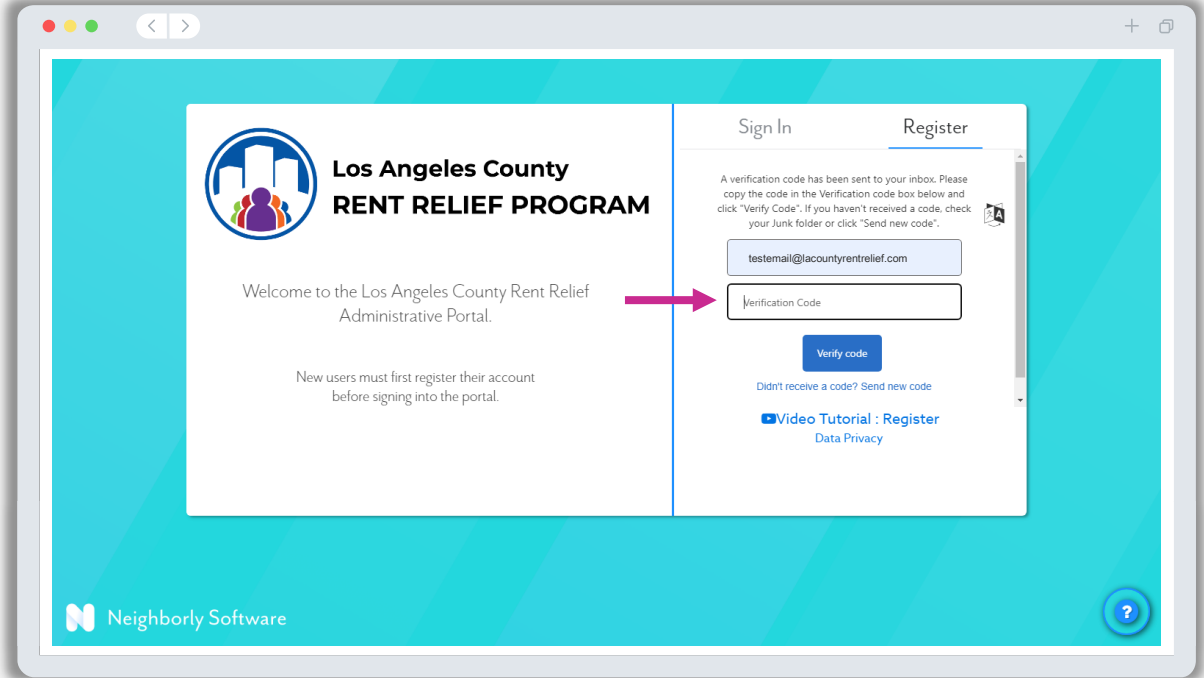 Los Angeles County
RENT RELIEF PROGRAM
Welcome to the Los Angeles County Rent Relief
Administrative Portal.
New users must first register their account
before signing into the portal.
Sign In
Register
A verification code has been sent to your inbox. Please
copy the code in the Verification code box below and
click "Verify Code". If you haven't received a code, check
your Junk folder or click "Send new code".
testemail@lacountyrentrelief.com
Verification Code
Verify code
Didn't receive a code? Send new code
Video Tutorial : Register
Data Privacy
Neighborly Software
?